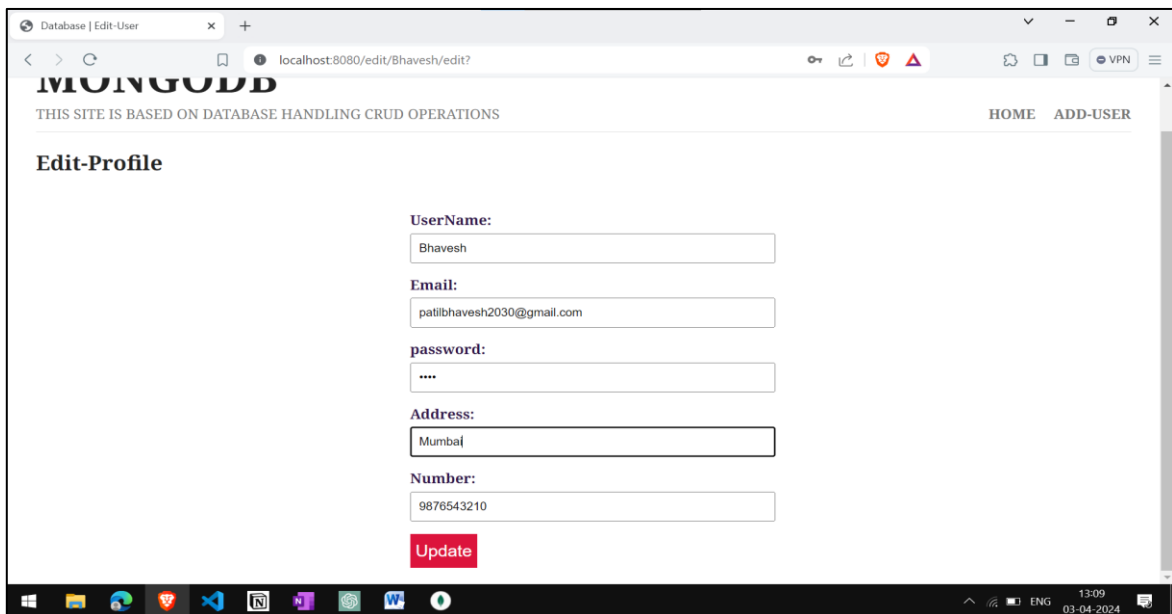 Database | Edit-User
localhost:8080/edit/Bhavesh/edit?
VPN
MONGODB
THIS SITE IS BASED ON DATABASE HANDLING CRUD OPERATIONS
HOME ADD-USER
Edit-Profile
UserName:
Bhavesh
Email:
patilbhavesh2030@gmail.com
password:
••••
Address:
Mumbai
Number:
9876543210
Update
ENG
13:09
03-04-2024